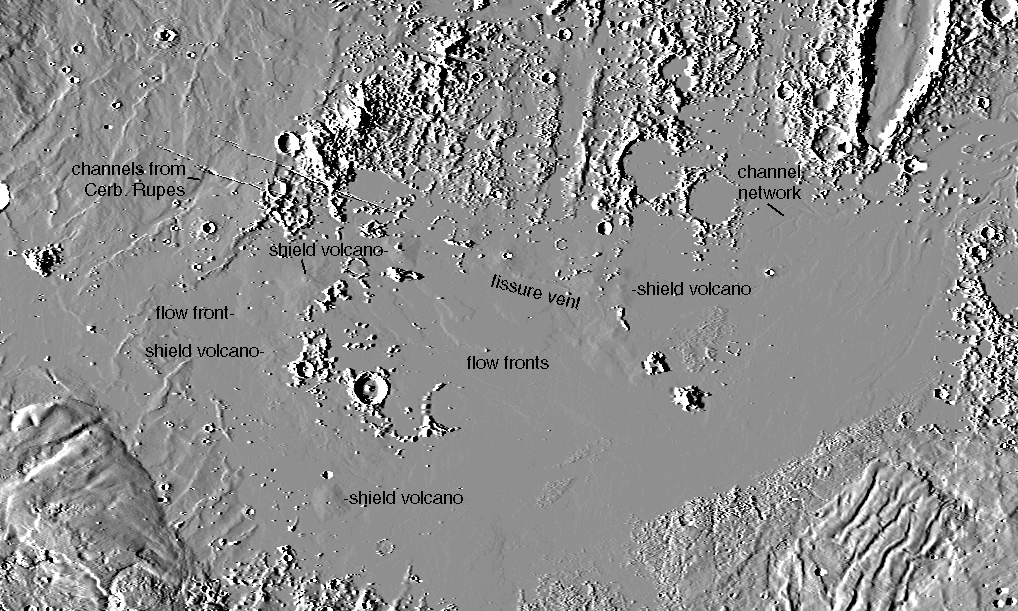 channels from
Cerb. Rupes
channel
network
shield volcano-
fissure vent
-shield volcano
flow front-
shield volcano-
flow fronts
-shield volcano